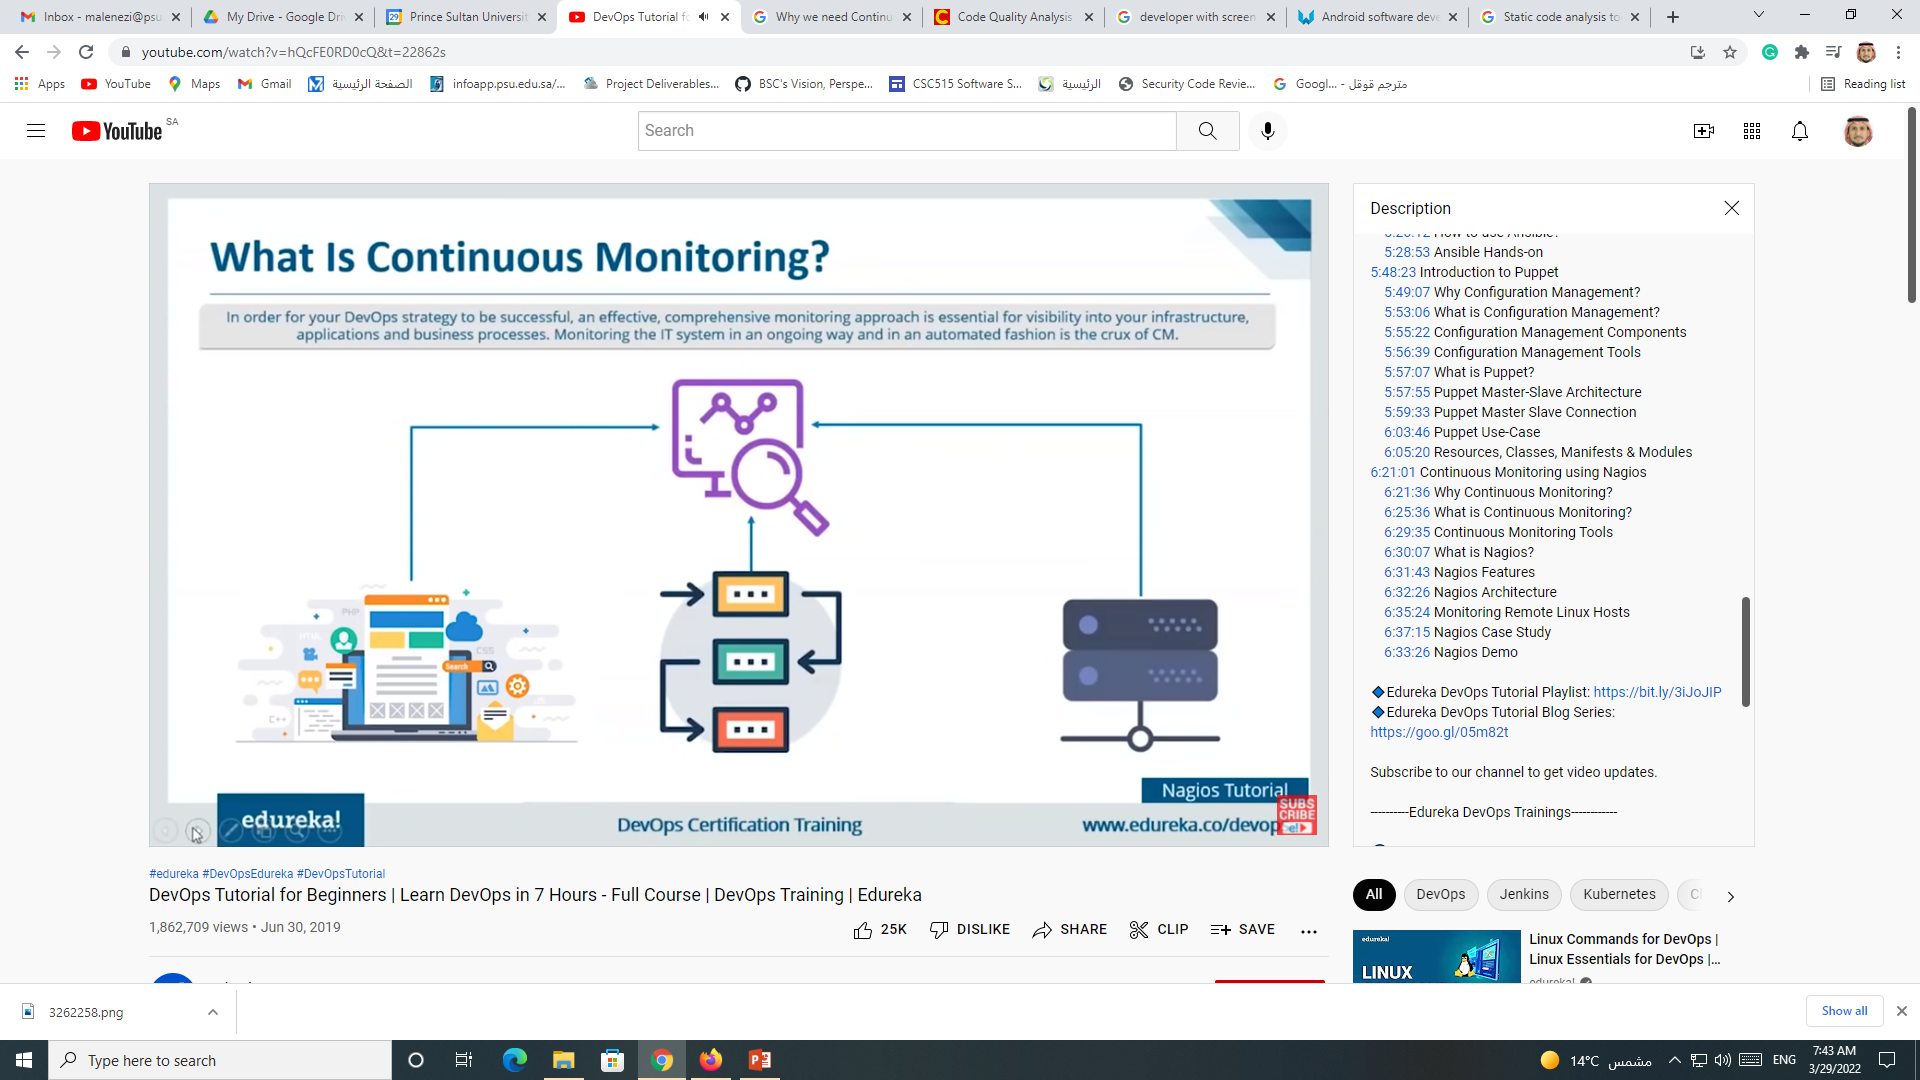 Inbox - malenezi@psu
My Drive - Google Dri
Prince Sultan Universit
DevOps Tutorial fo
Why we need Continu
Code Quality Analysis
developer with screen
Android software deve
Static code analysis to
youtube.com/watch?v=hQcFE0RD0cQ&t=22862s
Apps
YouTube
Maps
Gmail
الصفحة الرئيسية
infoapp.psu.edu.sa/...
Project Deliverables...
BSC's Vision, Perspe...
CSC515 Software S...
الرئيسية
Security Code Revie...
مترجم قوقل - Googl...
Reading list
YouTube SA
Search
What Is Continuous Monitoring?
In order for your DevOps strategy to be successful, an effective, comprehensive monitoring approach is essential for visibility into your infrastructure,
applications and business processes. Monitoring the IT system in an ongoing way and in an automated fashion is the crux of CM.
PHP
HTML
CSS
Search
C++
Nagios Tutorial
SUBS
CRIBE
edureka!
DevOps Certification Training
www.edureka.co/devop
Description
5:28:53 Ansible Hands-on
5:48:23 Introduction to Puppet
5:49:07 Why Configuration Management?
5:53:06 What is Configuration Management?
5:55:22 Configuration Management Components
5:56:39 Configuration Management Tools
5:57:07 What is Puppet?
5:57:55 Puppet Master-Slave Architecture
5:59:33 Puppet Master Slave Connection
6:03:46 Puppet Use-Case
6:05:20 Resources, Classes, Manifests & Modules
6:21:01 Continuous Monitoring using Nagios
6:21:36 Why Continuous Monitoring?
6:25:36 What is Continuous Monitoring?
6:29:35 Continuous Monitoring Tools
6:30:07 What is Nagios?
6:31:43 Nagios Features
6:32:26 Nagios Architecture
6:35:24 Monitoring Remote Linux Hosts
6:37:15 Nagios Case Study
6:33:26 Nagios Demo
🔹Edureka DevOps Tutorial Playlist: https://bit.ly/3iJoJIP
🔹Edureka DevOps Tutorial Blog Series:
https://goo.gl/05m82t
Subscribe to our channel to get video updates.
----------Edureka DevOps Trainings------------
#edureka #DevOpsEdureka #DevOpsTutorial
DevOps Tutorial for Beginners | Learn DevOps in 7 Hours - Full Course | DevOps Training | Edureka
1,862,709 views • Jun 30, 2019
25K
DISLIKE
SHARE
CLIP
SAVE
All
DevOps
Jenkins
Kubernetes
edureka!
LINUX
Linux Commands for DevOps |
Linux Essentials for DevOps |...
edureka!
3262258.png
Show all
Type here to search
14°C مشمس
ENG
7:43 AM
3/29/2022